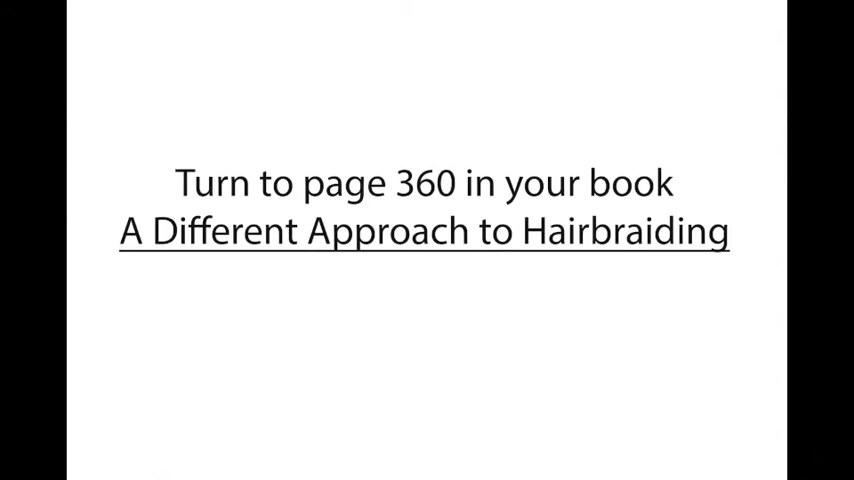 Turn to page 360 in your book
A Different Approach to Hairbraiding